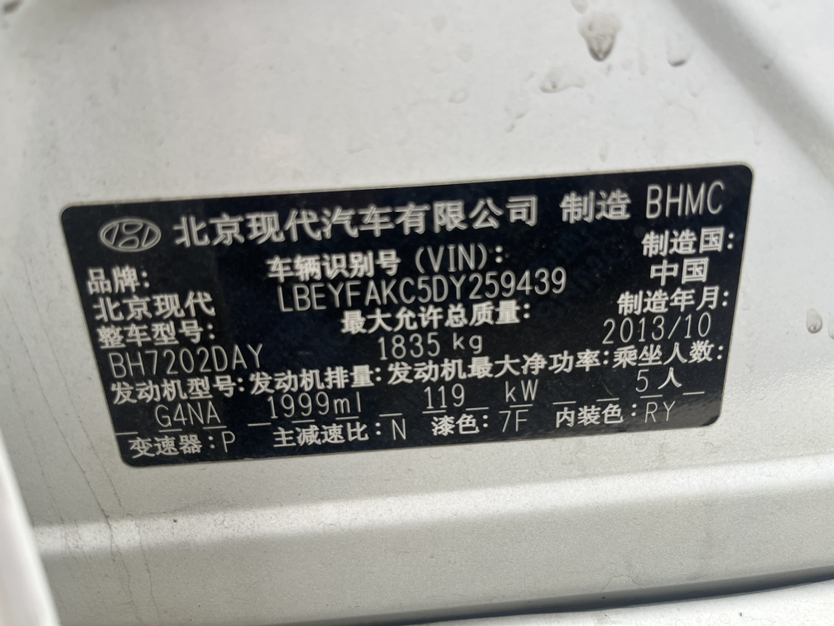 北京现代汽车有限公司 制造 BHMC
品牌: 车辆识别号 (VIN): 制造国:
北京现代 LBEYFAKC5DY259439 中国
整车型号: 最大允许总质量: 制造年月:
BH7202DAY 1835 kg 2013/10
发动机型号: 发动机排量: 发动机最大净功率: 乘坐人数:
G4NA 1999ml 119 kW 5人
变速器: P 主减速比: N 漆色: 7F 内装色: RY